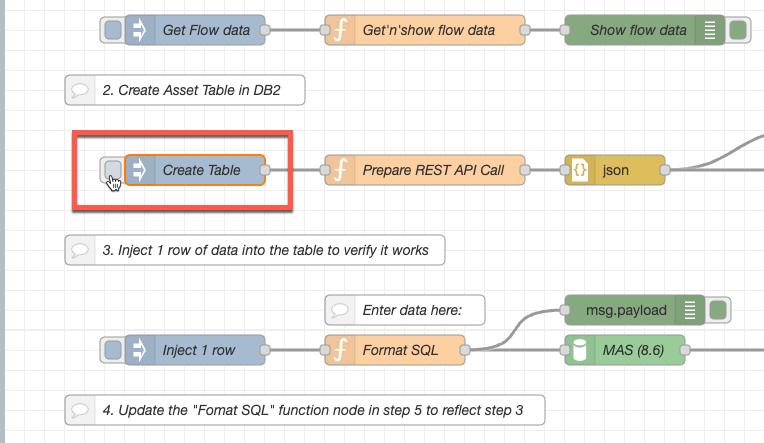 Get Flow data
Get'n'show flow data
Show flow data
2. Create Asset Table in DB2
Create Table
Prepare REST API Call
json
3. Inject 1 row of data into the table to verify it works
Enter data here:
msg.payload
Inject 1 row
Format SQL
MAS (8.6)
4. Update the "Fomat SQL" function node in step 5 to reflect step 3